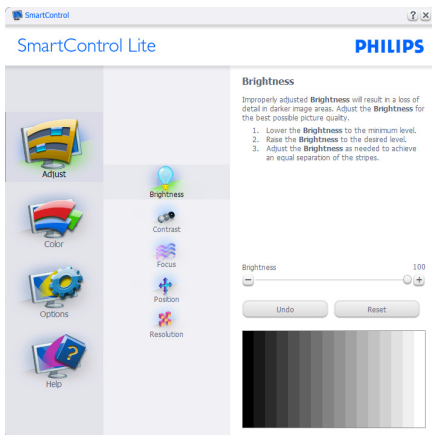 SmartControl
SmartControl Lite
PHILIPS
Adjust
Color
Options
Help
Brightness
Contrast
Focus
Position
Resolution
Brightness
Improperly adjusted Brightness will result in a loss of
detail in darker image areas. Adjust the Brightness for
the best possible picture quality.
1. Lower the Brightness to the minimum level.
2. Raise the Brightness to the desired level.
3. Adjust the Brightness as needed to achieve
an equal separation of the stripes.
Brightness 100
Undo Reset